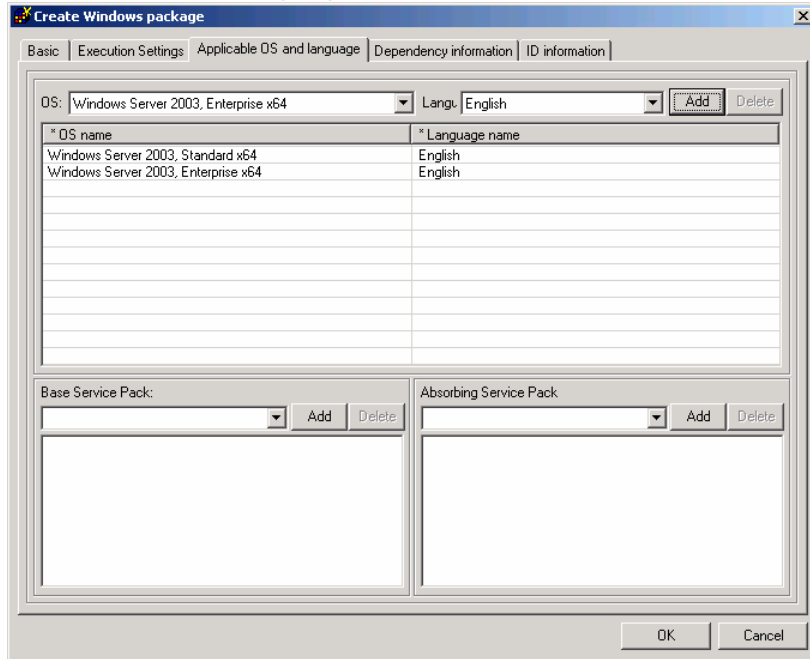 Create Windows package
Basic Execution Settings Applicable OS and language Dependency information ID information
OS: Windows Server 2003, Enterprise x64 Langu English Add Delete
* OS name * Language name
Windows Server 2003, Standard x64 English
Windows Server 2003, Enterprise x64 English
Base Service Pack: Absorbing Service Pack
Add Delete Add Delete
OK Cancel